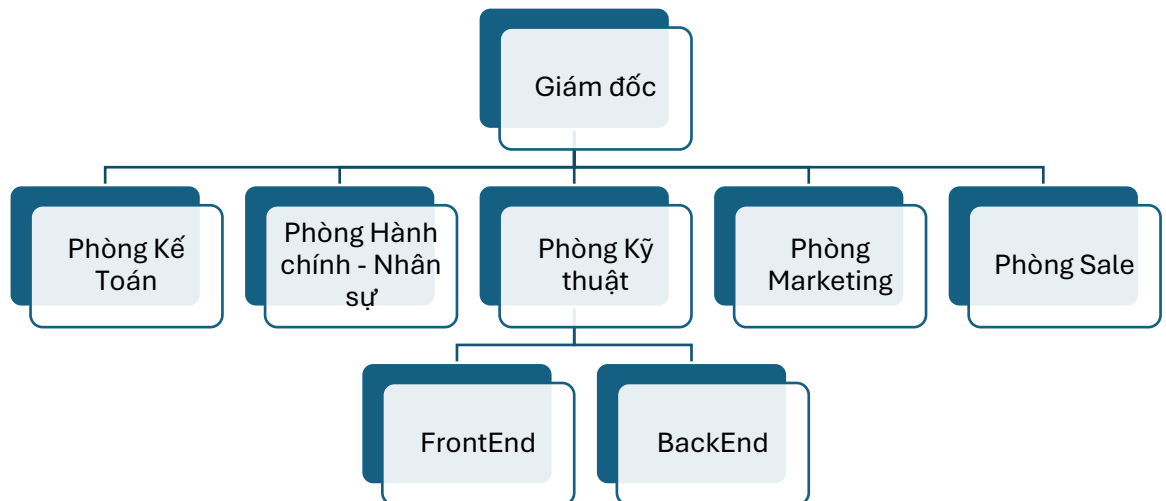 Giám đốc
Phòng Kế
Toán
Phòng Hành
chính - Nhân
sự
Phòng Kỹ
thuật
Phòng
Marketing
Phòng Sale
FrontEnd
BackEnd